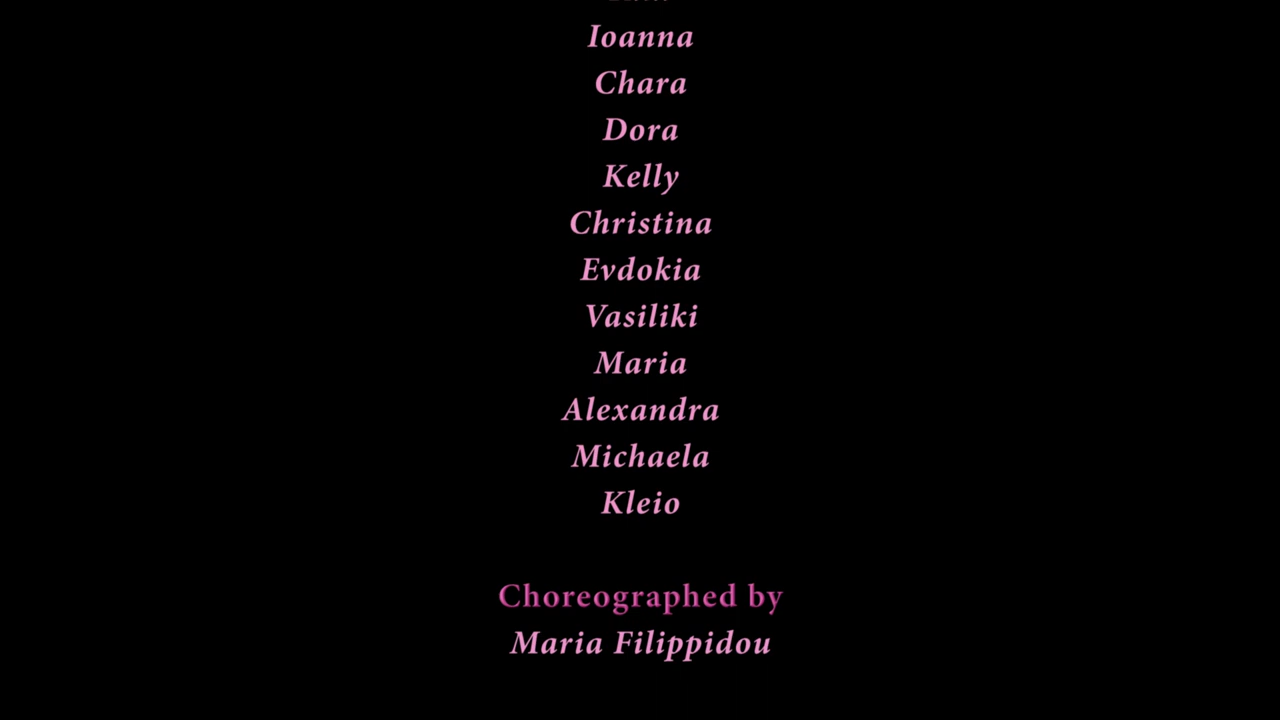 Ioanna
Chara
Dora
Kelly
Christina
Evdokia
Vasiliki
Maria
Alexandra
Michaela
Kleio
Choreographed by
Maria Filippidou